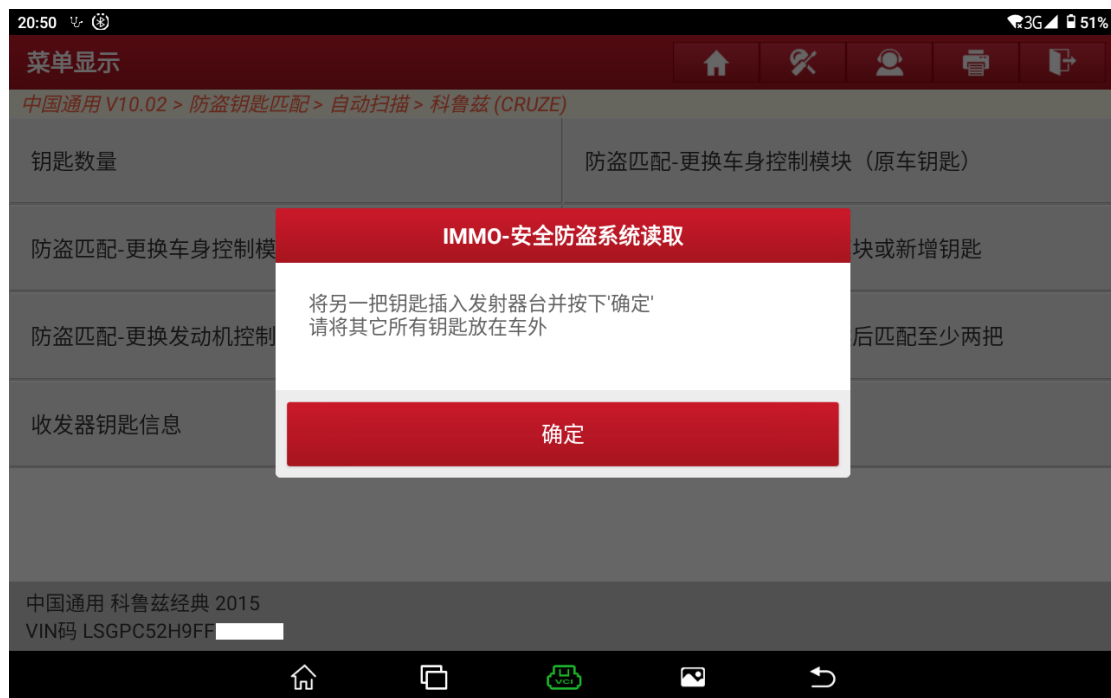 20:50
3G 51%
菜单显示
中国通用 V10.02 > 防盗钥匙匹配 > 自动扫描 > 科鲁兹 (CRUZE)
钥匙数量
防盗匹配-更换车身控制模块（原车钥匙）
防盗匹配-更换车身控制模
块或新增钥匙
防盗匹配-更换发动机控制
后匹配至少两把
收发器钥匙信息
IMMO-安全防盗系统读取
将另一把钥匙插入发射器台并按下'确定'
请将其它所有钥匙放在车外
确定
中国通用 科鲁兹经典 2015
VIN码 LSGPC52H9FF
VCI